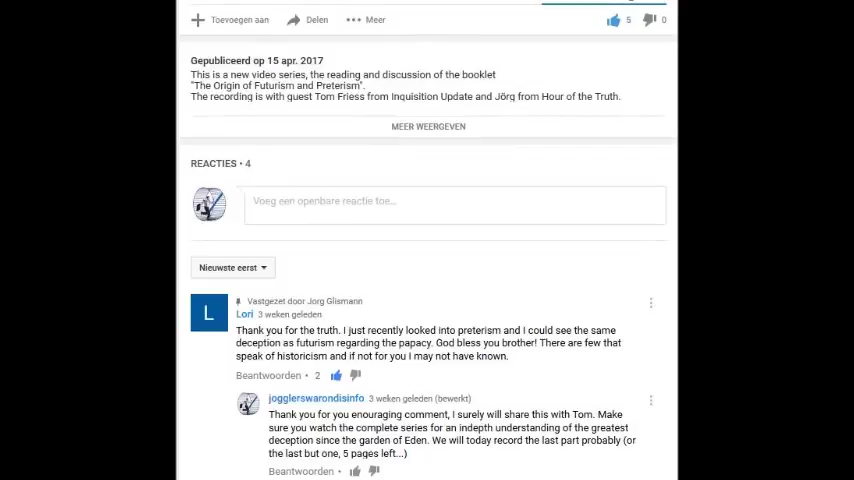 Toevoegen aan Delen Meer 5 0
Gepubliceerd op 15 apr. 2017
This is a new video series, the reading and discussion of the booklet
"The Origin of Futurism and Preterism".
The recording is with guest Tom Friess from Inquisition Update and Jörg from Hour of the Truth.
MEER WEERGEVEN
REACTIES • 4
Voeg een openbare reactie toe...
Nieuwste eerst
L
Vastgezet door Jorg Glismann
Lori 3 weken geleden
Thank you for the truth. I just recently looked into preterism and I could see the same
deception as futurism regarding the papacy. God bless you brother! There are few that
speak of historicism and if not for you I may not have known.
Beantwoorden • 2
jogglerswarondisinfo 3 weken geleden (bewerkt)
Thank you for you enouraging comment, I surely will share this with Tom. Make
sure you watch the complete series for an indepth understanding of the greatest
deception since the garden of Eden. We will today record the last part probably (or
the last but one, 5 pages left...)
Beantwoorden •